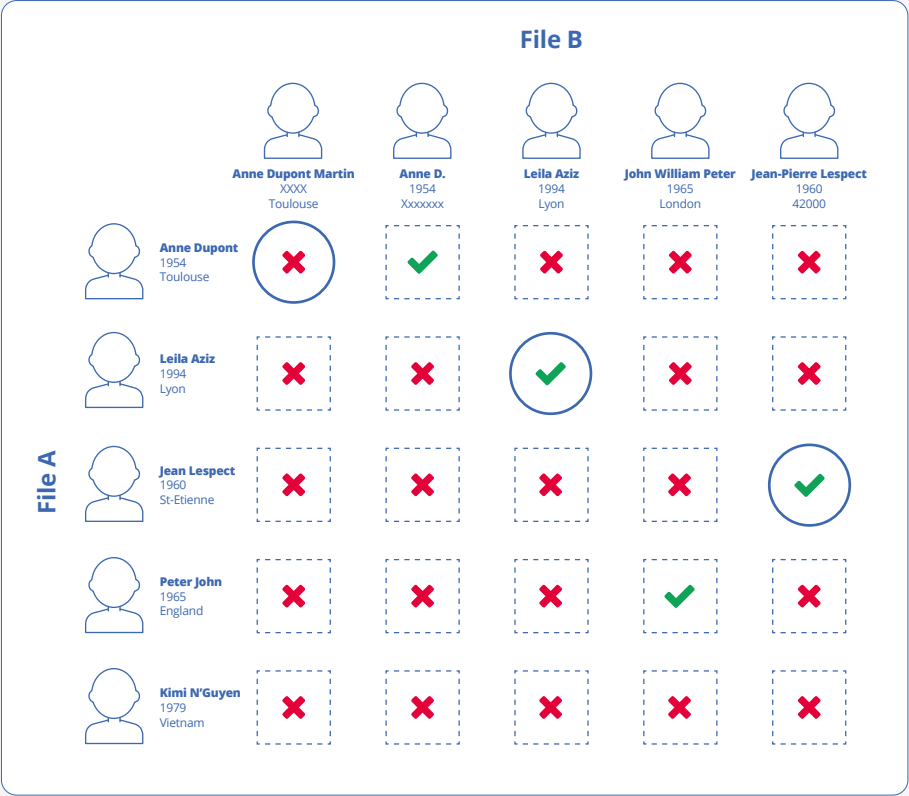 File B
Anne Dupont Martin
XXXX
Toulouse
Anne D.
1954
Xxxxxxx
Leila Aziz
1994
Lyon
John William Peter
1965
London
Jean-Pierre Lespect
1960
42000
File A
Anne Dupont
1954
Toulouse
Leila Aziz
1994
Lyon
Jean Lespect
1960
St-Etienne
Peter John
1965
England
Kimi N’Guyen
1979
Vietnam